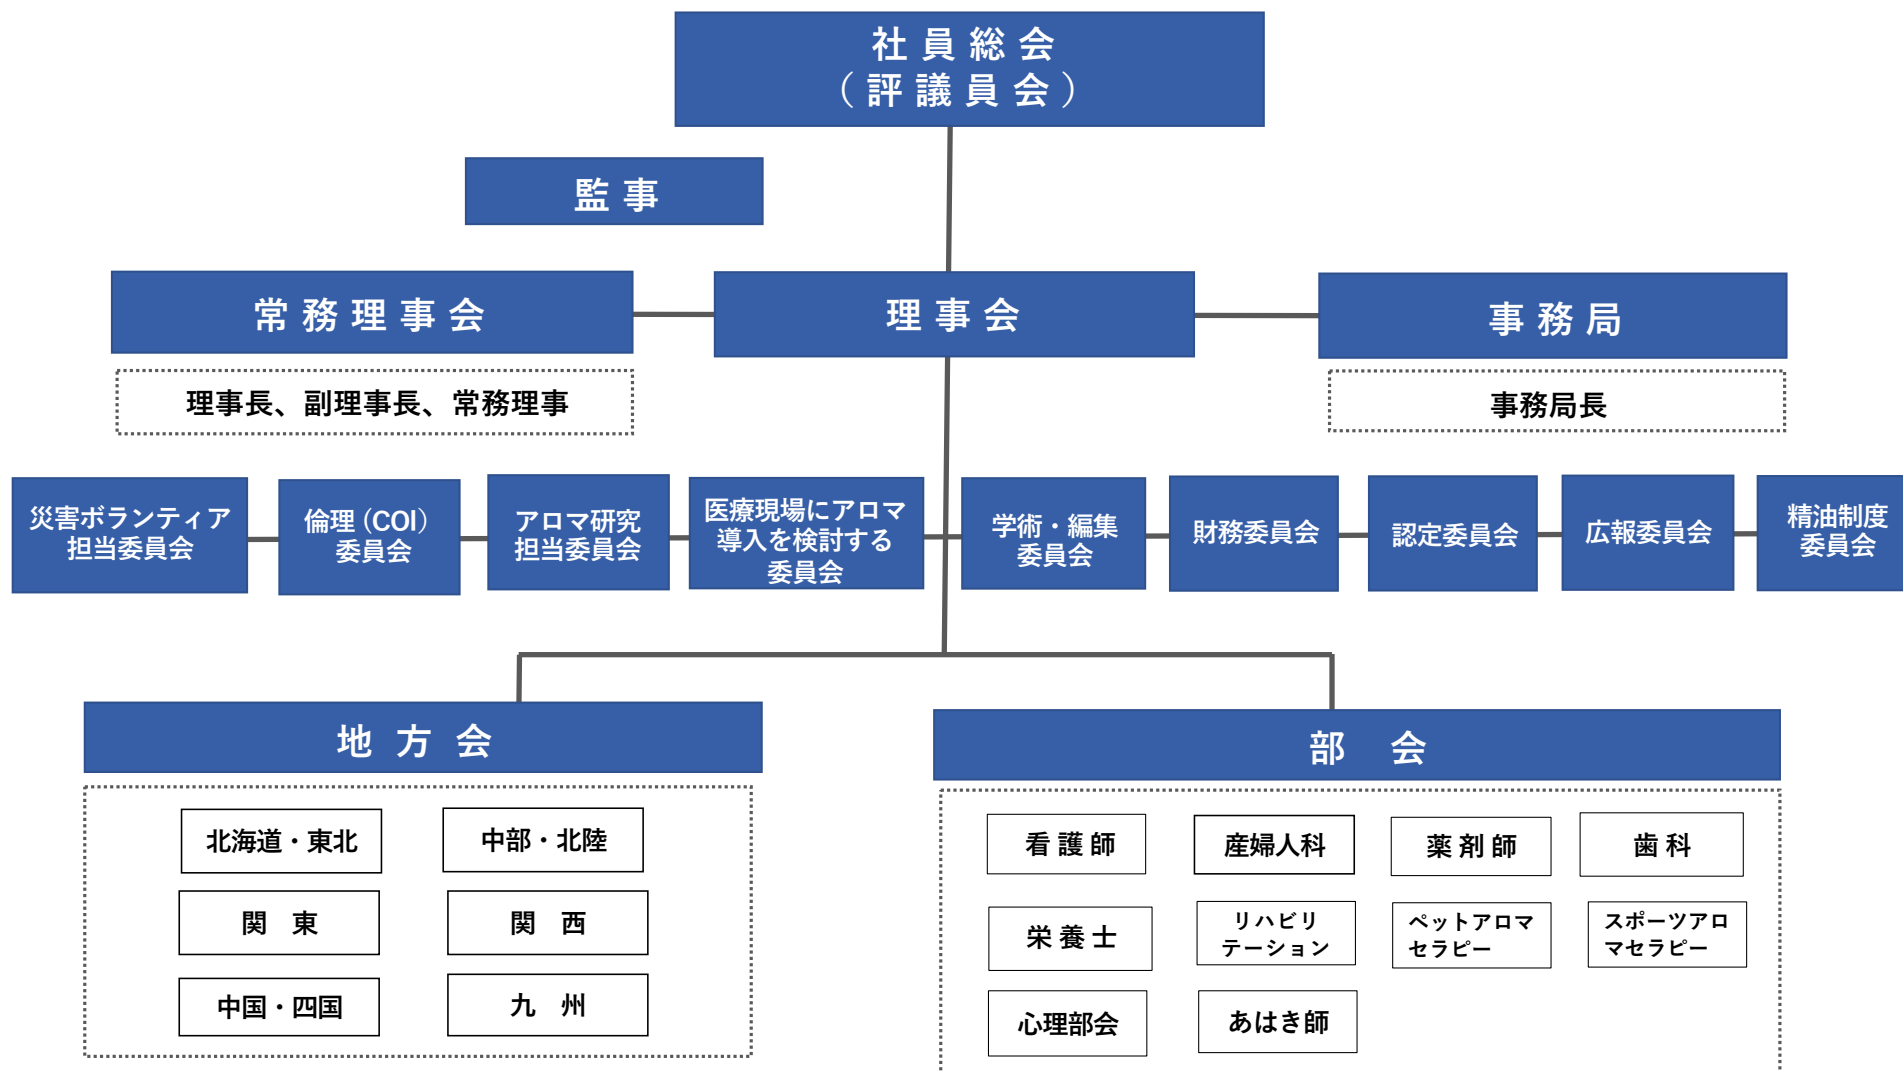 社員総会
（評議員会）
監事
常務理事会
理事会
事務局
理事長、副理事長、常務理事
事務局長
災害ボランティア
担当委員会
倫理（COI）
委員会
アロマ研究
担当委員会
医療現場にアロマ
導入を検討する
委員会
学術・編集
委員会
財務委員会
認定委員会
広報委員会
精油制度
委員会
地方会
北海道・東北
中部・北陸
関　東
関　西
中国・四国
九　州
部　会
看護師
産婦人科
薬剤師
歯科
栄養士
リハビリ
テーション
ペットアロマ
セラピー
スポーツアロ
マセラピー
心理部会
あはき師